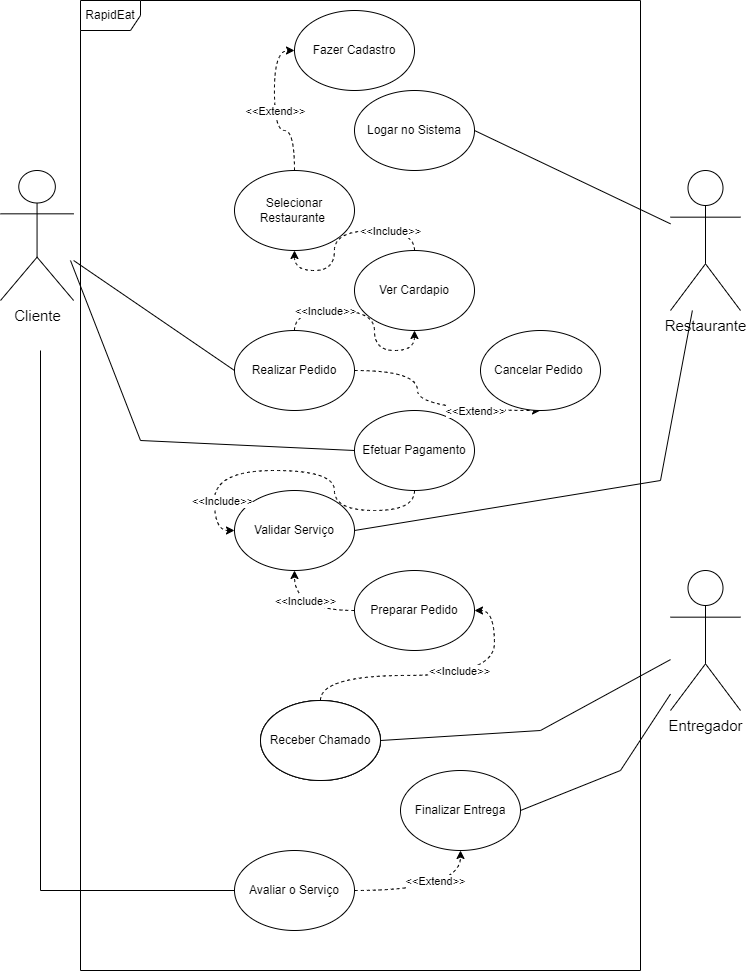 RapidEat
Fazer Cadastro
<<Extend>>
Logar no Sistema
Selecionar
Restaurante
<<Include>>
Ver Cardapio
Cliente
<<Include>>
Restaurante
Realizar Pedido
Cancelar Pedido
<<Extend>>
Efetuar Pagamento
<<Include>>
Validar Serviço
<<Include>>
Preparar Pedido
<<Include>>
Entregador
Receber Chamado
Finalizar Entrega
<<Extend>>
Avaliar o Serviço